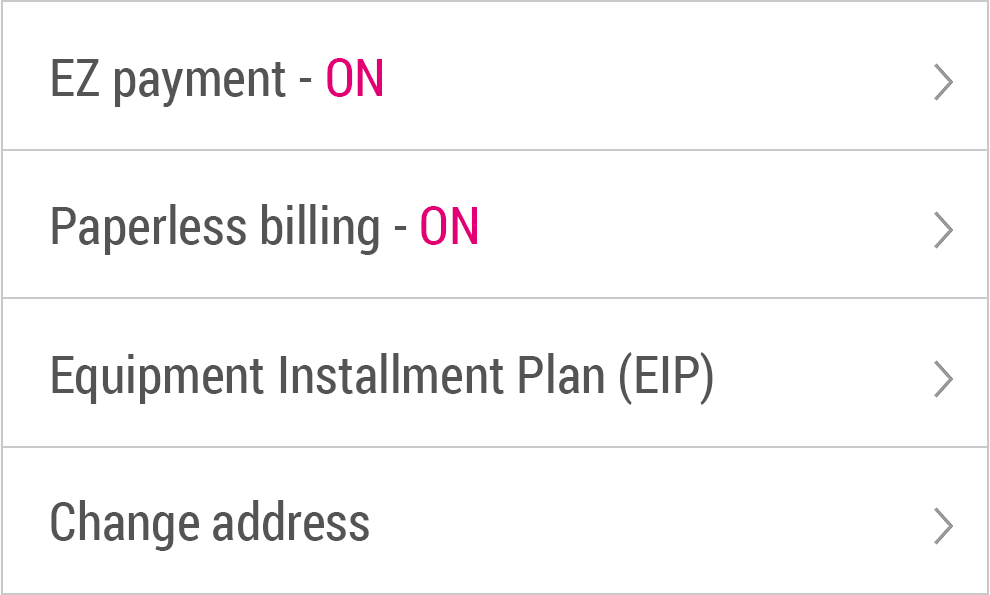 EZ payment - ON
Paperless billing - ON
Equipment Installment Plan (EIP)
Change address